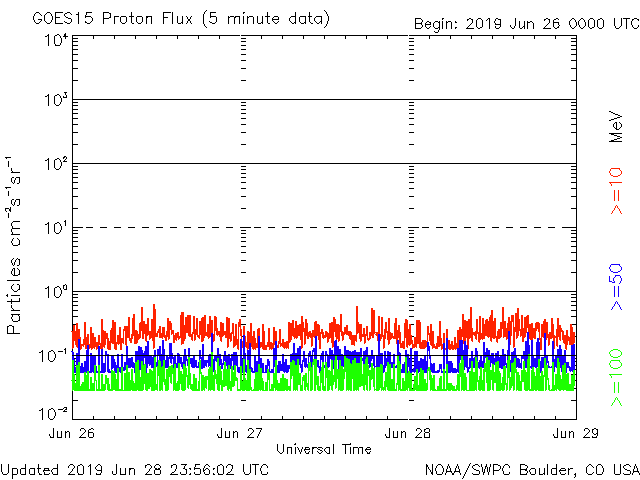 GOES15 Proton Flux (5 minute data)
Begin: 2019 Jun 26 0000 UTC
Particles cm⁻²s⁻¹sr⁻¹
10⁴
10³
10²
10¹
10⁰
10⁻¹
10⁻²
MeV
>=10
>=50
>=100
Jun 26
Jun 27
Jun 28
Jun 29
Universal Time
Updated 2019 Jun 28 23:56:02 UTC
NOAA/SWPC Boulder, CO USA